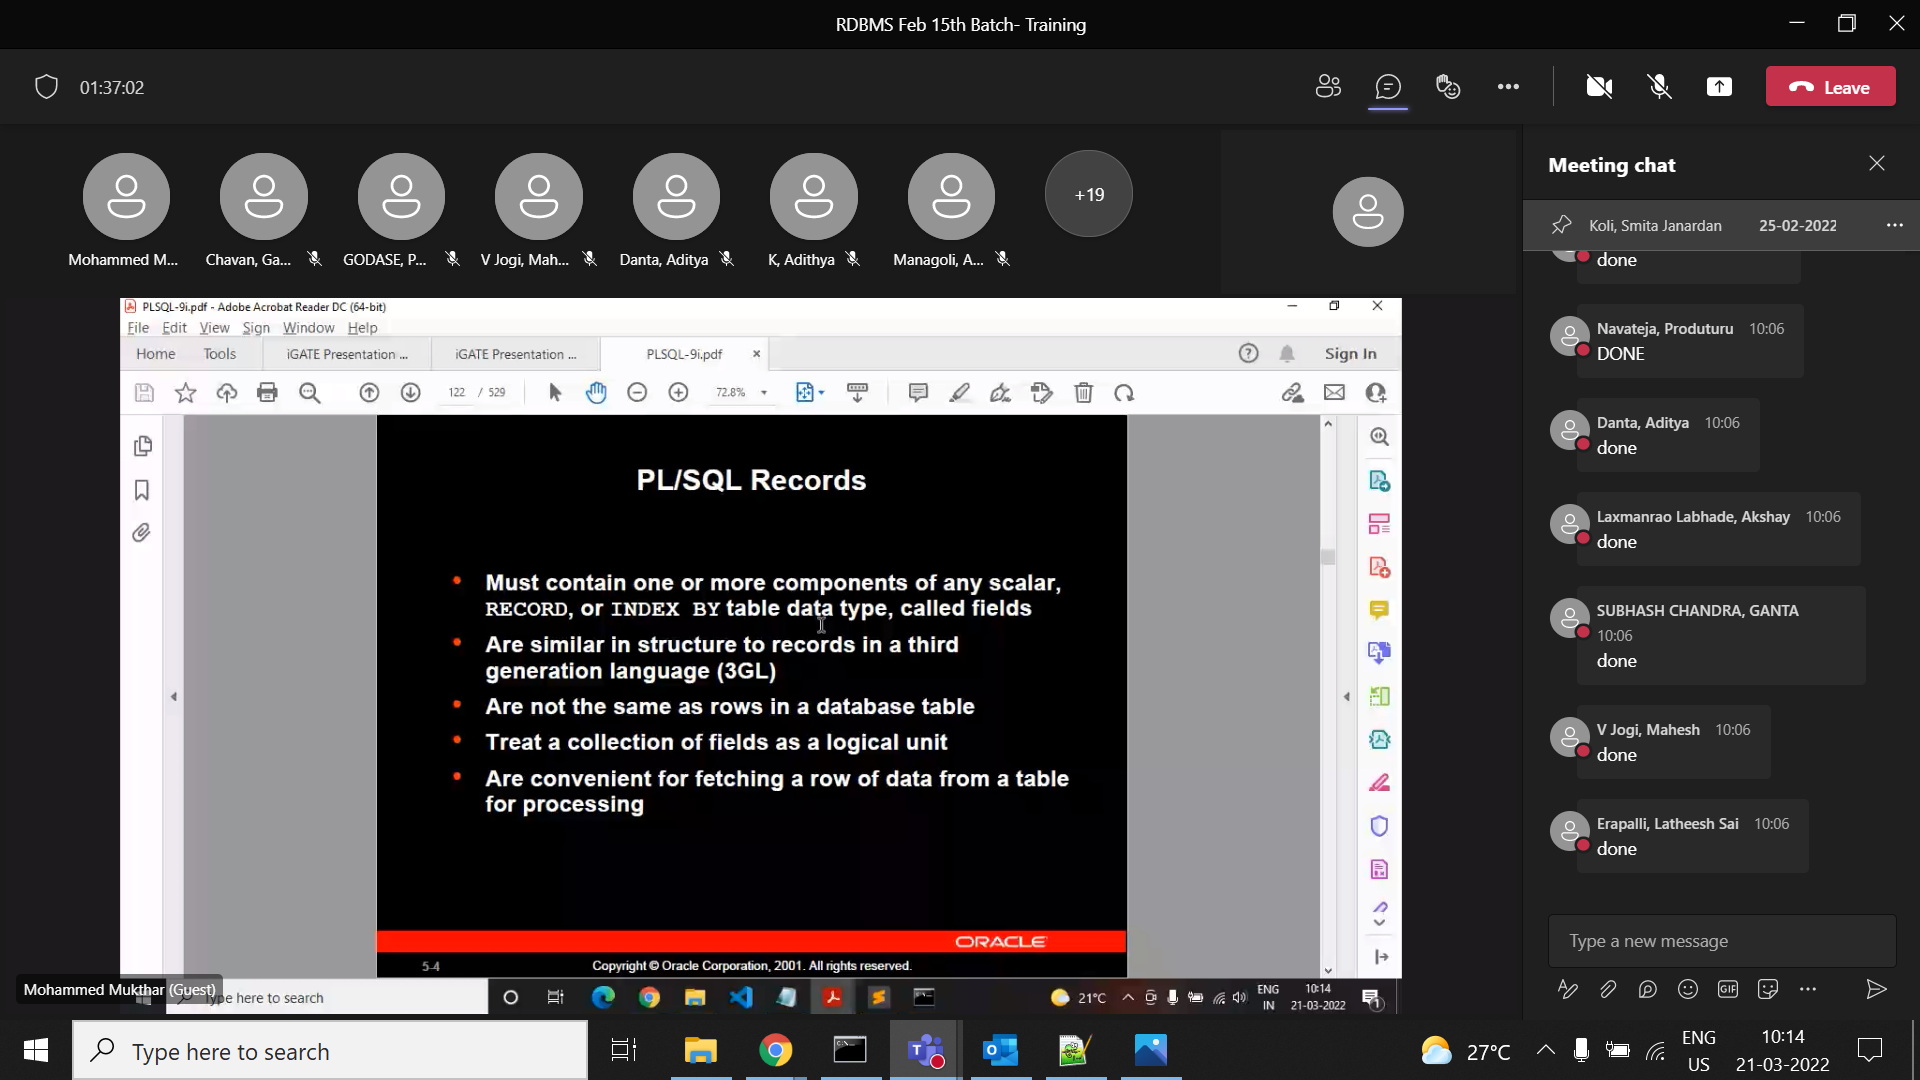 RDBMS Feb 15th Batch- Training
01:37:02
Leave
Mohammed M...
Chavan, Ga...
GODASE, P...
V Jogi, Mah...
Danta, Aditya
K, Adithya
Managoli, A...
+19
PLSQL-9i.pdf - Adobe Acrobat Reader DC (64-bit)
File Edit View Sign Window Help
Home Tools iGATE Presentation ... iGATE Presentation ... PLSQL-9i.pdf × Sign In
122 / 529 72.8%
PL/SQL Records
• Must contain one or more components of any scalar,
RECORD, or INDEX BY table data type, called fields
• Are similar in structure to records in a third
generation language (3GL)
• Are not the same as rows in a database table
• Treat a collection of fields as a logical unit
• Are convenient for fetching a row of data from a table
for processing
ORACLE
5-4 Copyright © Oracle Corporation, 2001. All rights reserved.
Mohammed Mukthar (Guest)
Type here to search
21°C
ENG
IN
10:14
21-03-2022
1
Meeting chat
Koli, Smita Janardan 25-02-2022
done
Navateja, Produturu 10:06
DONE
Danta, Aditya 10:06
done
Laxmanrao Labhade, Akshay 10:06
done
SUBHASH CHANDRA, GANTA
10:06
done
V Jogi, Mahesh 10:06
done
Erapalli, Latheesh Sai 10:06
done
Type a new message
GIF
Type here to search
27°C
ENG
US
10:14
21-03-2022